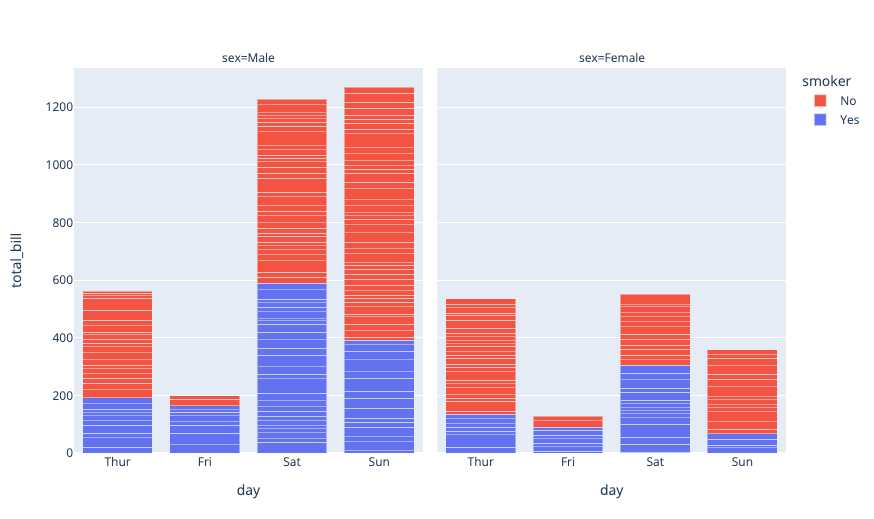 sex=Male
sex=Female
smoker
No
Yes
total_bill
1200
1000
800
600
400
200
0
Thur Fri Sat Sun
Thur Fri Sat Sun
day
day